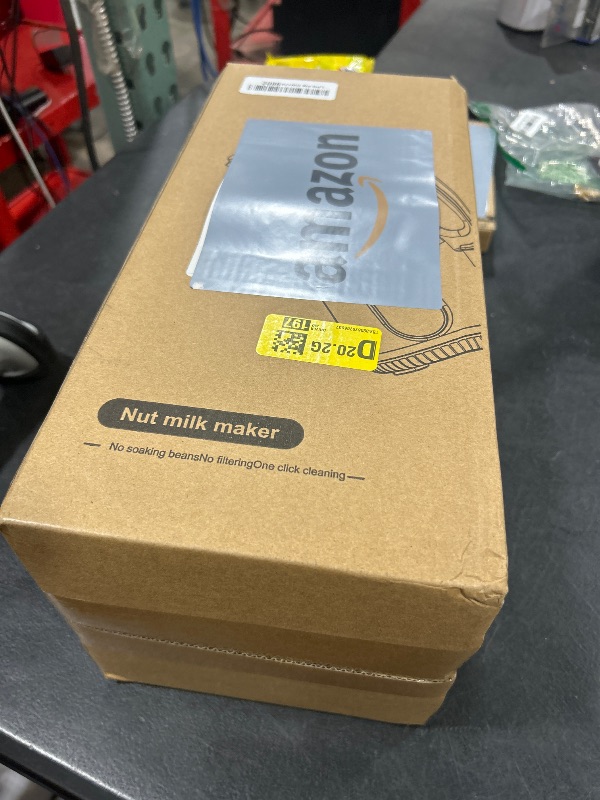 amazon
D20.2G
197
Nut milk maker
No soaking beansNo filteringOne click cleaning